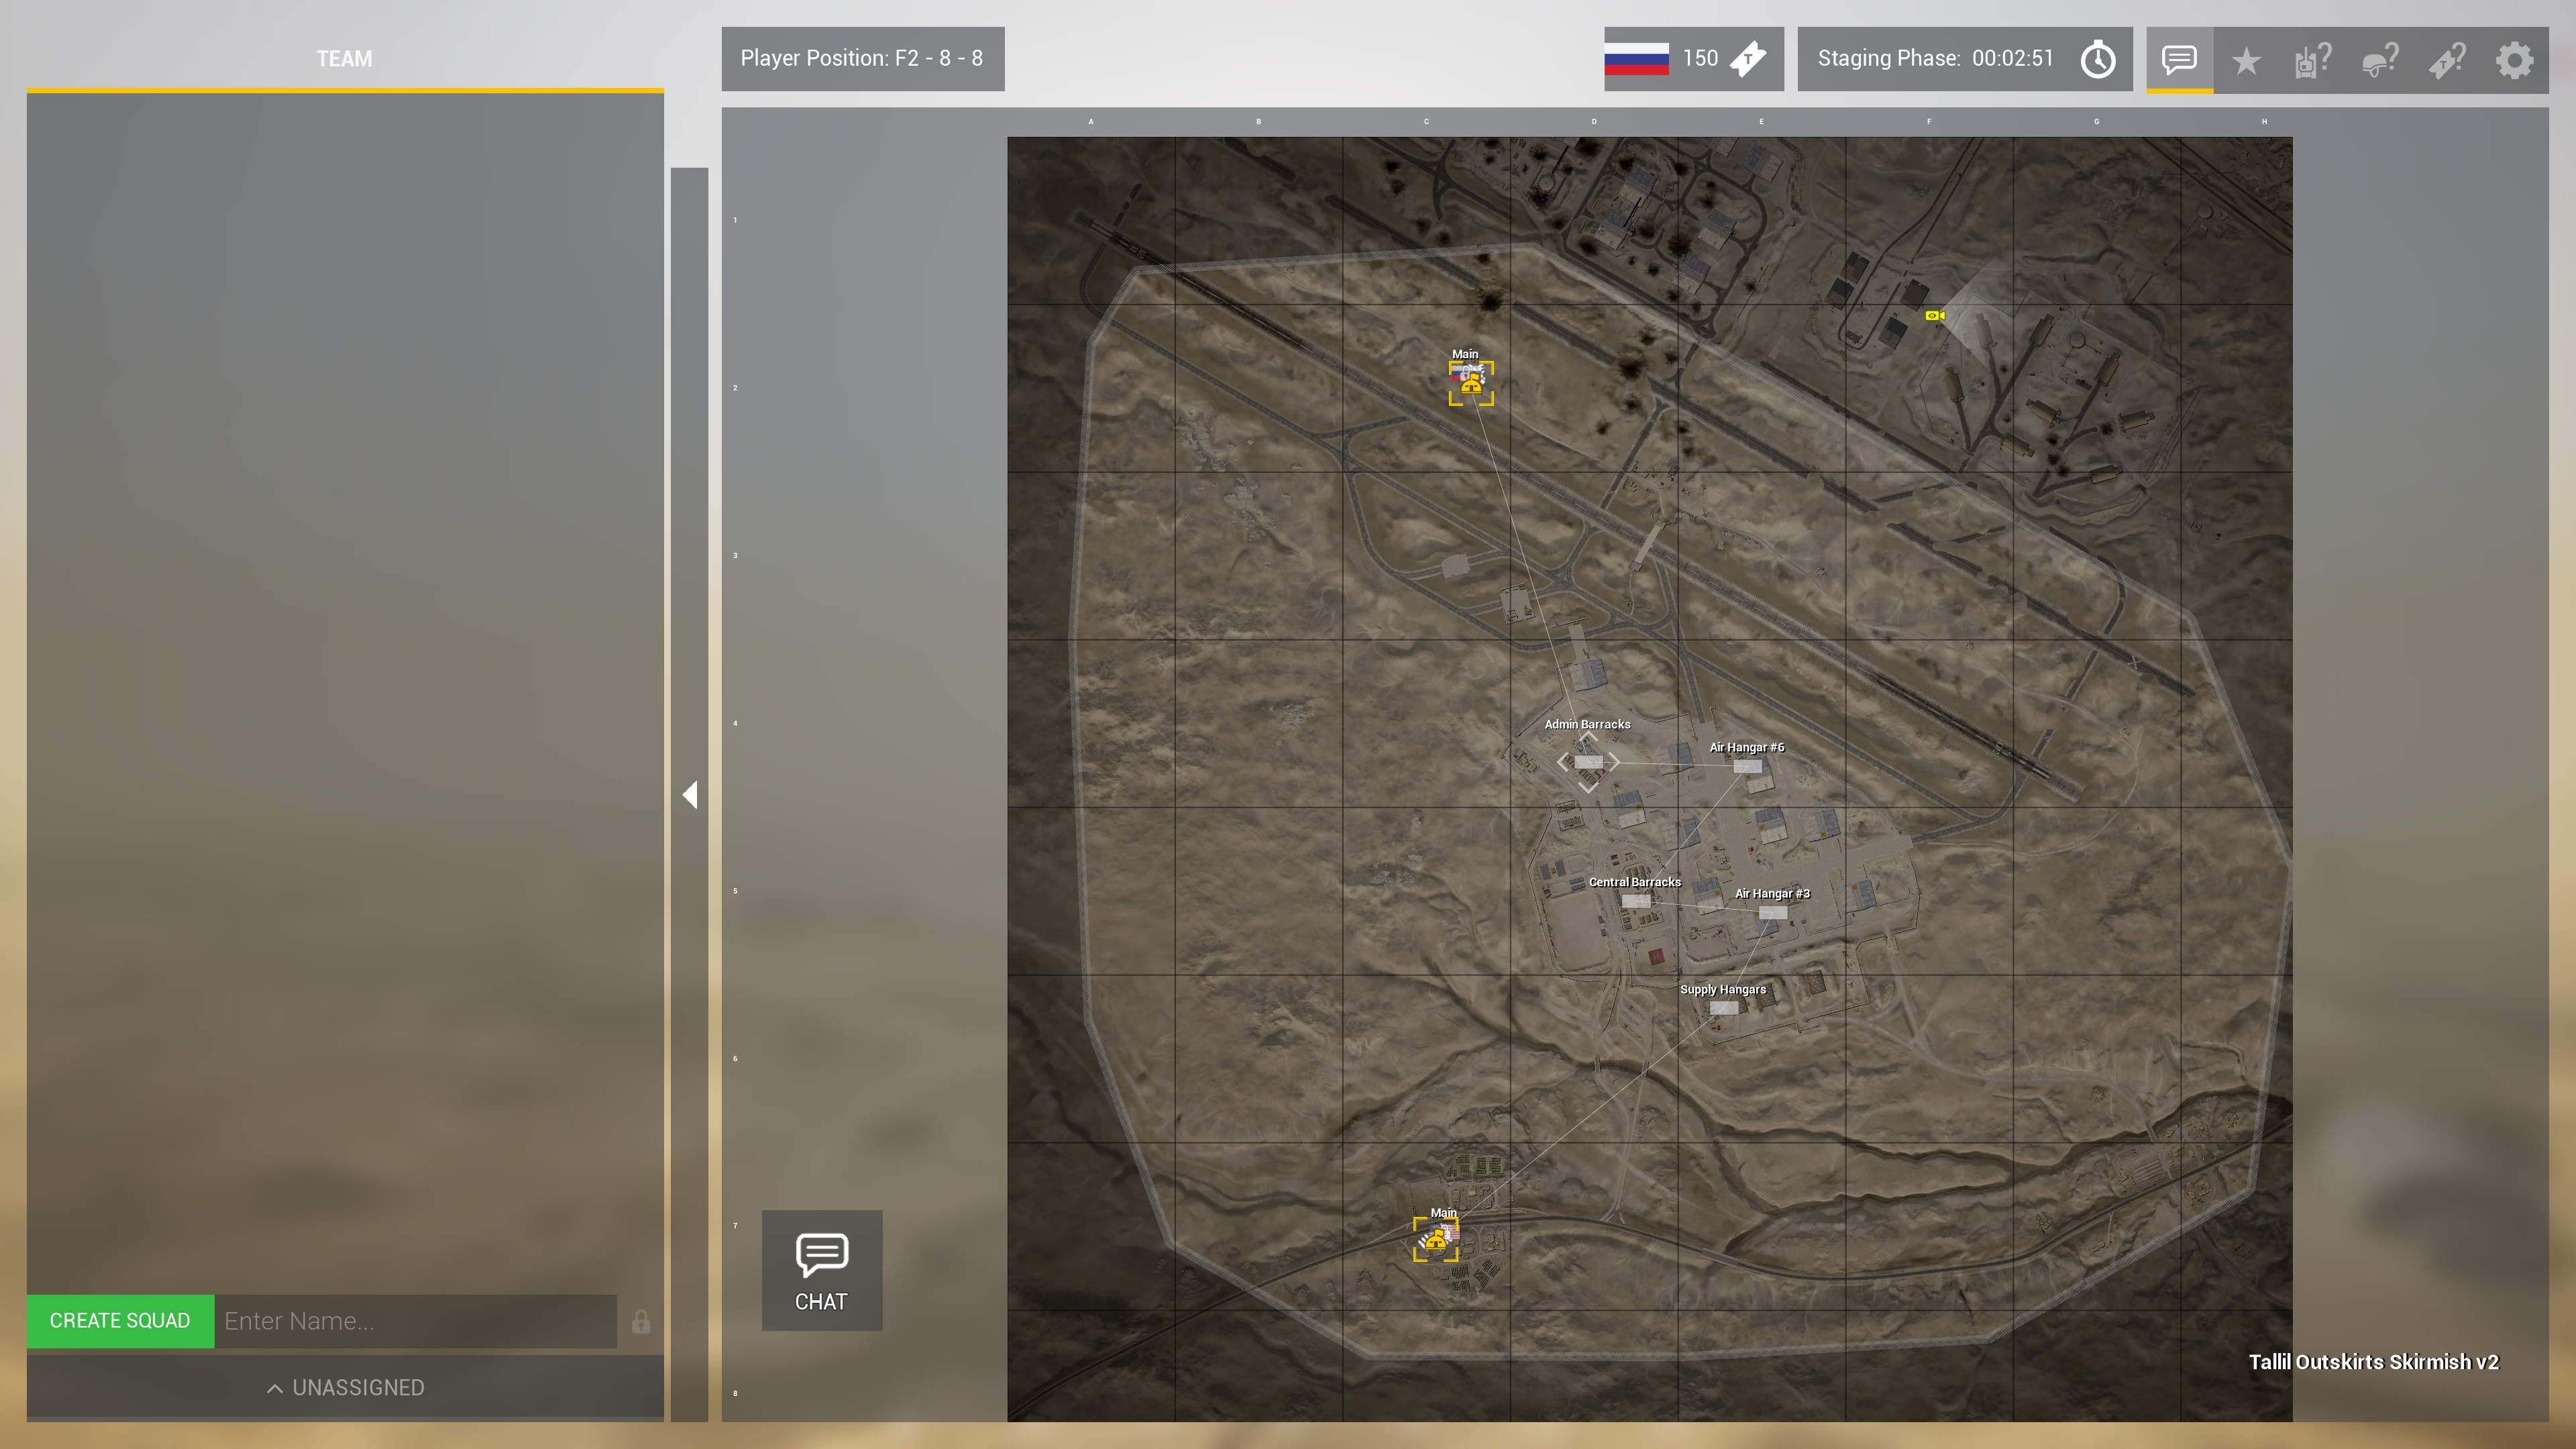 TEAM
Player Position: F2 - 8 - 8
150
T
Staging Phase: 00:02:51
?
?
T?
A
B
C
D
E
F
G
H
1
Main
2
3
Admin Barracks
4
Air Hangar #6
Central Barracks
5
Air Hangar #3
Supply Hangars
6
Main
7
CHAT
CREATE SQUAD
Enter Name...
Tallil Outskirts Skirmish v2
UNASSIGNED
8